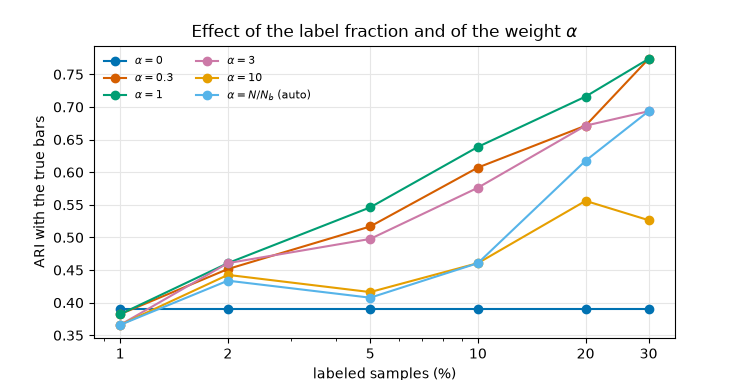 Effect of the label fraction and of the weight α
α = 0
α = 0.3
α = 1
α = 3
α = 10
α = N/N_b (auto)
ARI with the true bars
0.75
0.70
0.65
0.60
0.55
0.50
0.45
0.40
0.35
1 2 5 10 20 30
labeled samples (%)